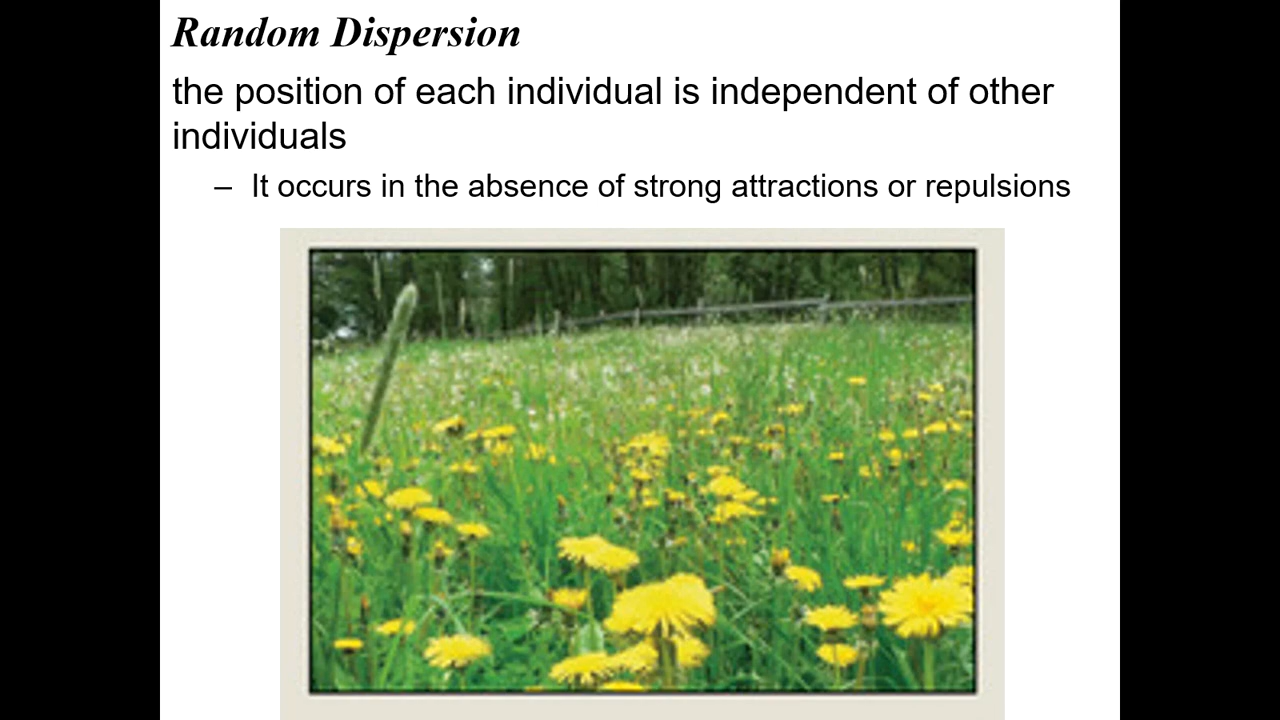 Random Dispersion
the position of each individual is independent of other
individuals
– It occurs in the absence of strong attractions or repulsions